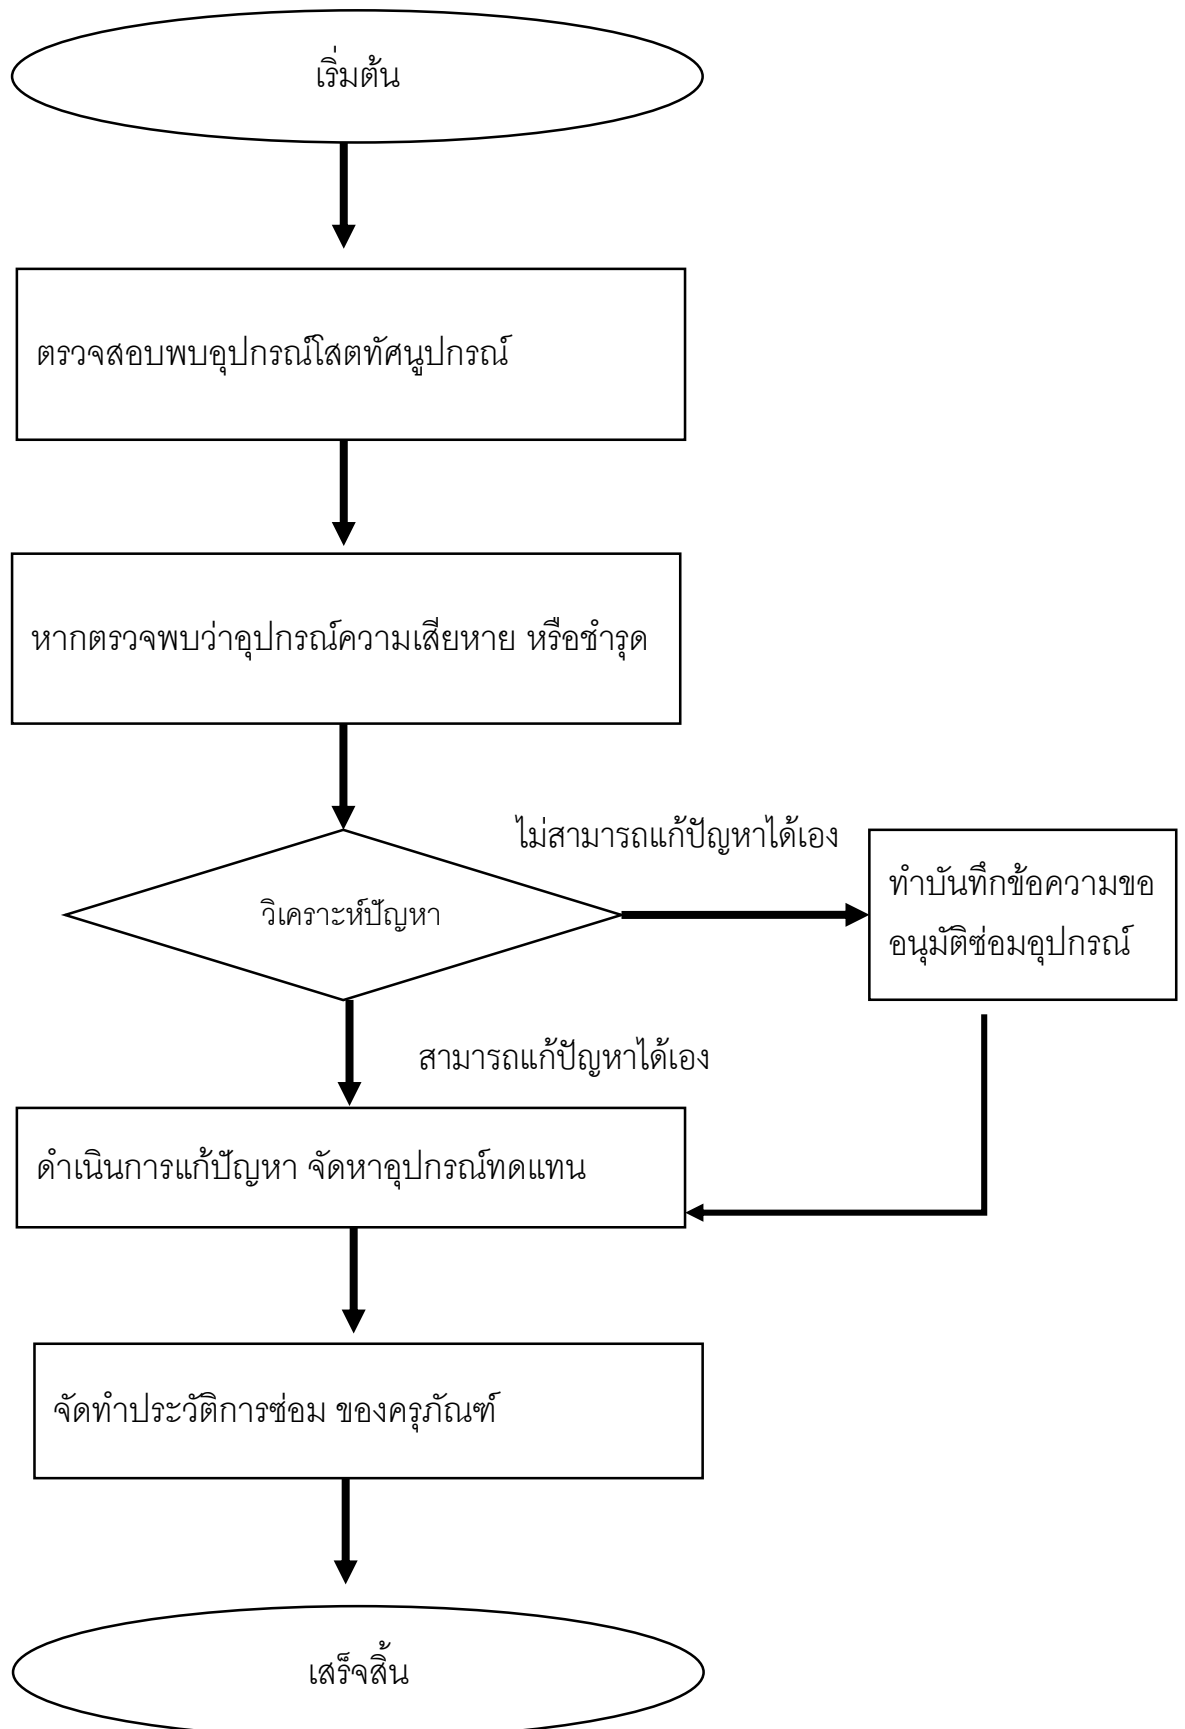 เริ่มต้น
ตรวจสอบพบอุปกรณ์โสตทัศนูปกรณ์
หากตรวจพบว่าอุปกรณ์ความเสียหาย หรือชำรุด
ไม่สามารถแก้ปัญหาได้เอง
วิเคราะห์ปัญหา
ทำบันทึกข้อความขอ
อนุมัติซ่อมอุปกรณ์
สามารถแก้ปัญหาได้เอง
ดำเนินการแก้ปัญหา จัดหาอุปกรณ์ทดแทน
จัดทำประวัติการซ่อม ของครุภัณฑ์
เสร็จสิ้น